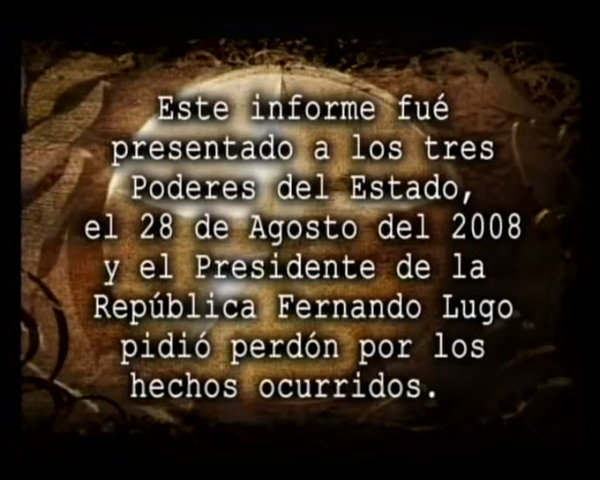 Este informe fué
presentado a los tres
Poderes del Estado,
el 28 de Agosto del 2008
y el Presidente de la
República Fernando Lugo
pidió perdón por los
hechos ocurridos.